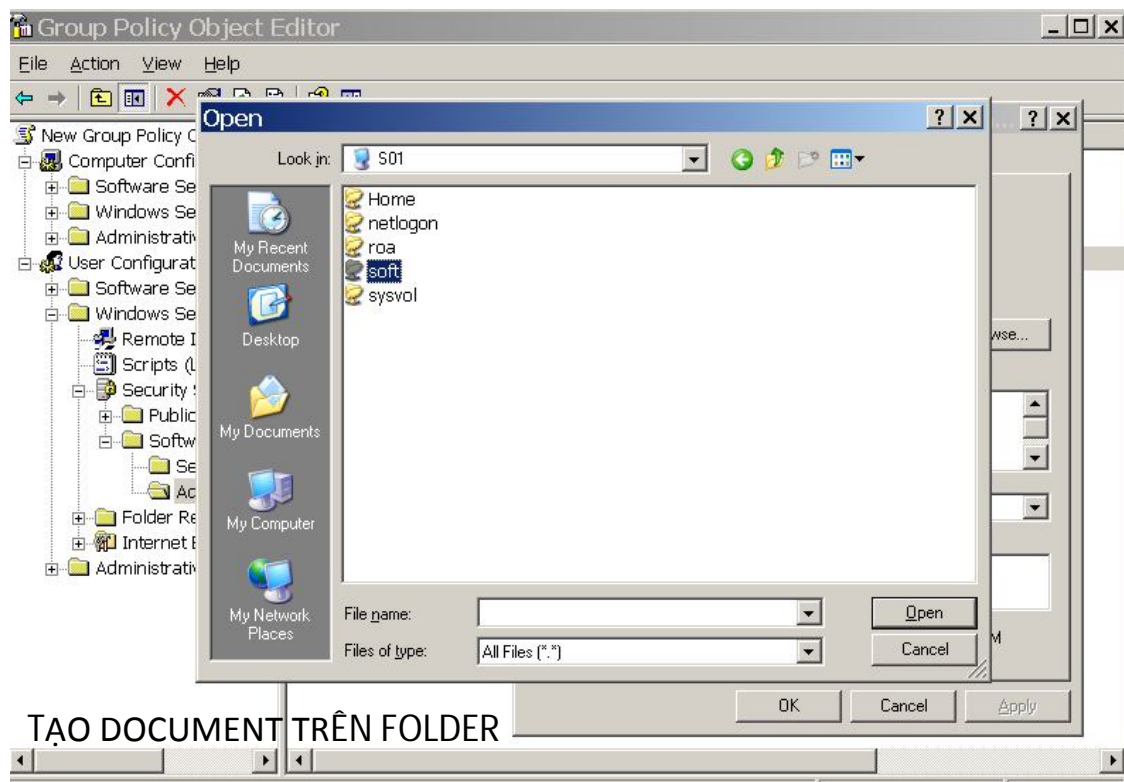 Group Policy Object Editor
File Action View Help
Open
New Group Policy O
Computer Confi
Software Se
Windows Se
Administrativ
User Configurat
Software Se
Windows Se
Remote I
Scripts (L
Security S
Public
Softw
Se
Ac
Folder Re
Internet E
Administrativ
Look in: S01
My Recent
Documents
Desktop
My Documents
My Computer
My Network
Places
Home
netlogon
roa
soft
sysvol
File name:
Open
Files of type: All Files (*.*)
Cancel
wse...
M
OK Cancel Apply
TẠO DOCUMENT TRÊN FOLDER